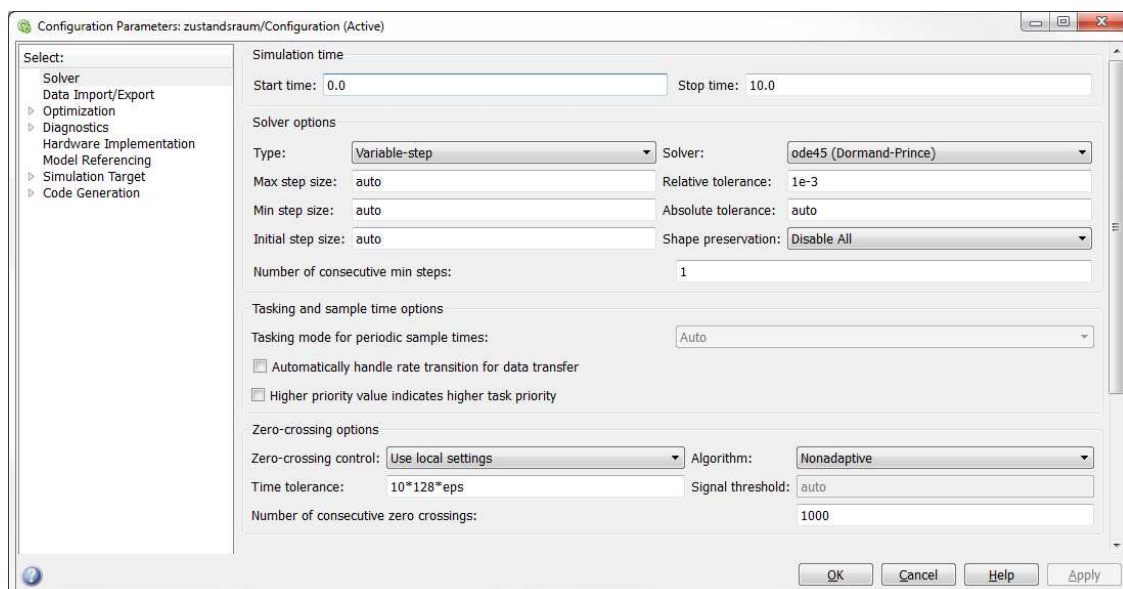 Configuration Parameters: zustandsraum/Configuration (Active)
Select:
Solver
Data Import/Export
Optimization
Diagnostics
Hardware Implementation
Model Referencing
Simulation Target
Code Generation
Simulation time
Start time: 0.0 Stop time: 10.0
Solver options
Type: Variable-step Solver: ode45 (Dormand-Prince)
Max step size: auto Relative tolerance: 1e-3
Min step size: auto Absolute tolerance: auto
Initial step size: auto Shape preservation: Disable All
Number of consecutive min steps: 1
Tasking and sample time options
Tasking mode for periodic sample times: Auto
Automatically handle rate transition for data transfer
Higher priority value indicates higher task priority
Zero-crossing options
Zero-crossing control: Use local settings Algorithm: Nonadaptive
Time tolerance: 10*128*eps Signal threshold: auto
Number of consecutive zero crossings: 1000
OK Cancel Help Apply